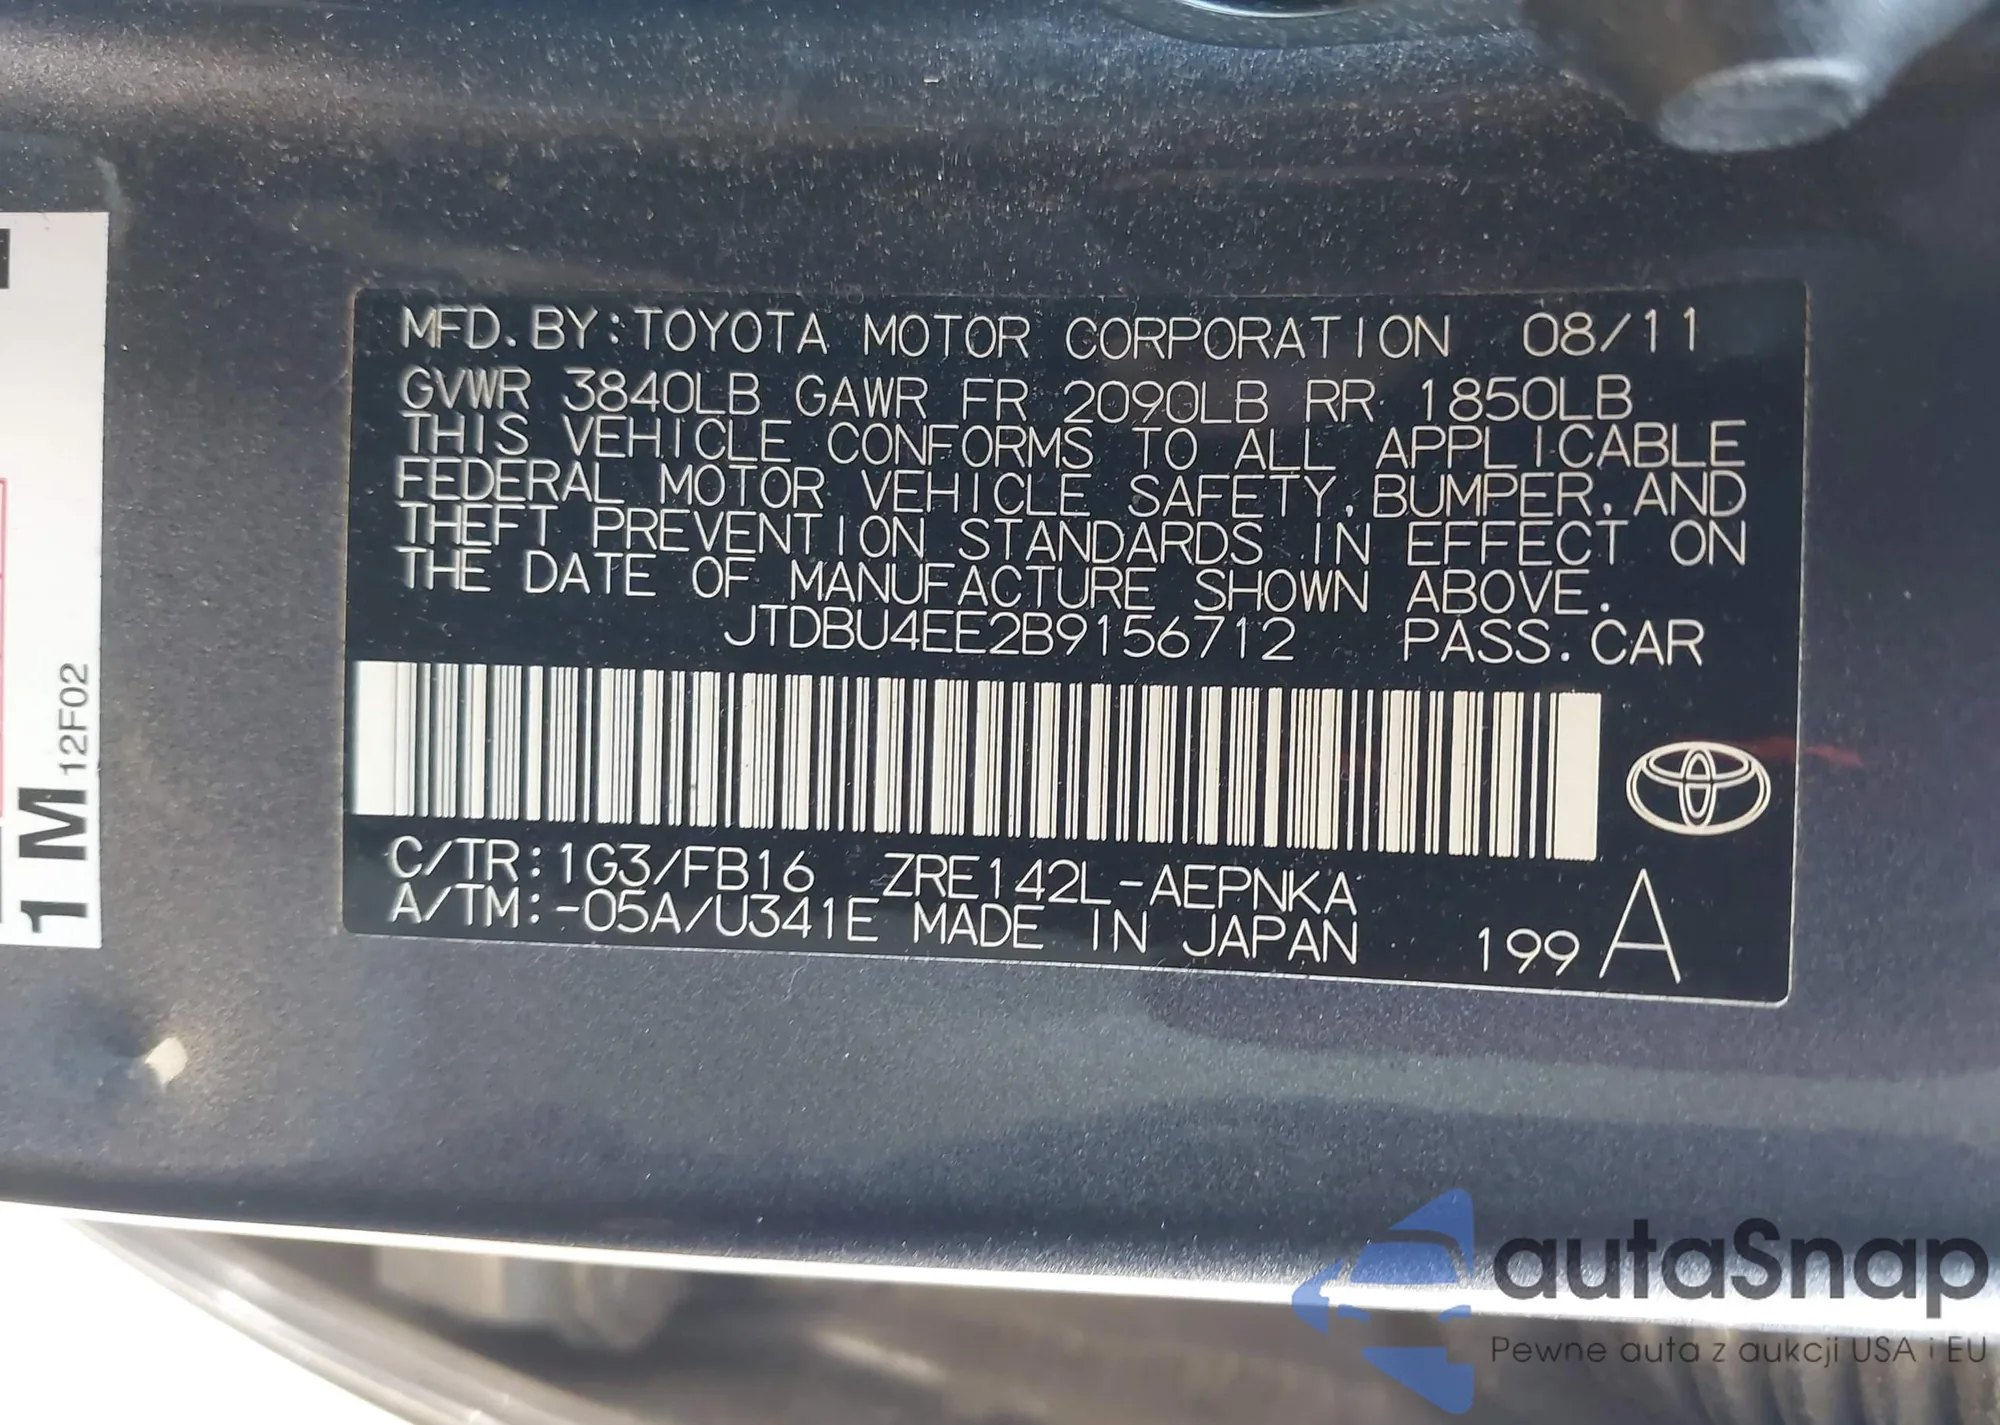 MFD. BY:TOYOTA MOTOR CORPORATION 08/11
GVWR 3840LB GAWR FR 2090LB RR 1850LB
THIS VEHICLE CONFORMS TO ALL APPLICABLE
FEDERAL MOTOR VEHICLE SAFETY, BUMPER, AND
THEFT PREVENTION STANDARDS IN EFFECT ON
THE DATE OF MANUFACTURE SHOWN ABOVE.
JTDBU4EE2B9156712 PASS. CAR
C/TR:1G3/FB16 ZRE142L-AEPNKA
A/TM:-05A/U341E MADE IN JAPAN 199 A
1 M 12F02
autaSnap
Pewne auta z aukcji USA i EU